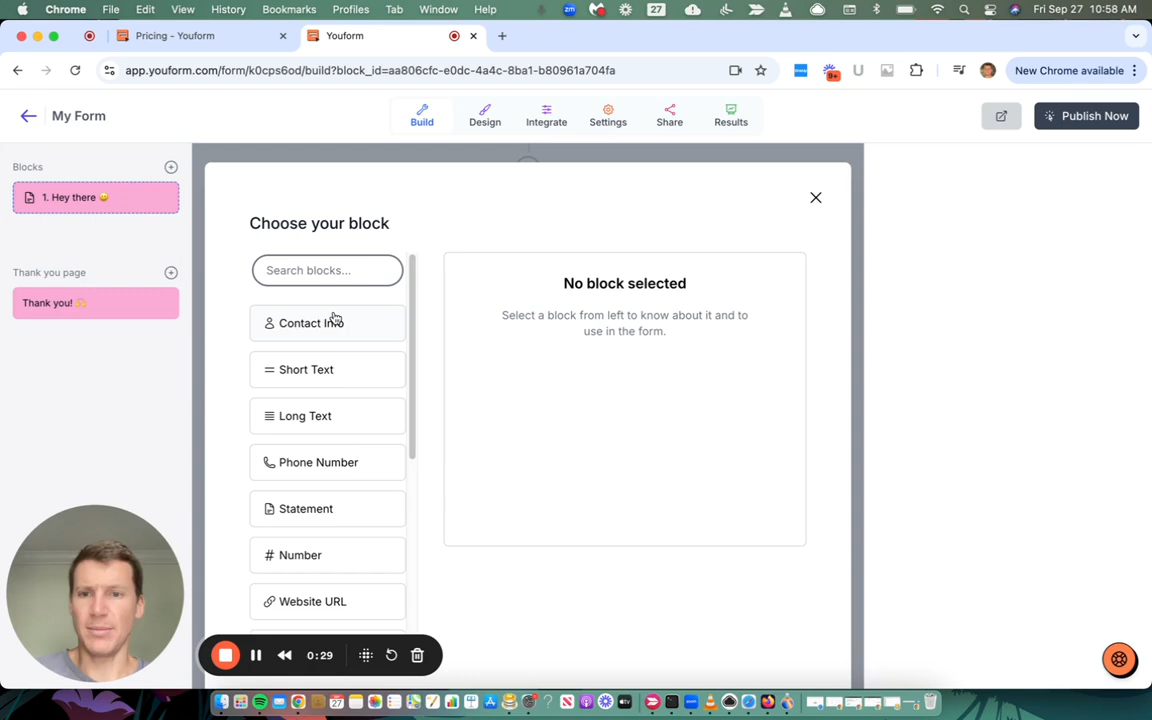 Chrome File Edit View History Bookmarks Profiles Tab Window Help
27
Fri Sep 27 10:58 AM
Pricing - Youform
Youform
app.youform.com/form/k0cps6od/build?block_id=aa806cfc-e0dc-4a4c-8ba1-b80961a704fa
9+
New Chrome available
My Form
Build
Design
Integrate
Settings
Share
Results
Publish Now
Blocks
1. Hey there 😀
Thank you page
Thank you! 🙌
Choose your block
Search blocks...
Contact Info
Short Text
Long Text
Phone Number
Statement
# Number
Website URL
No block selected
Select a block from left to know about it and to
use in the form.
0:29